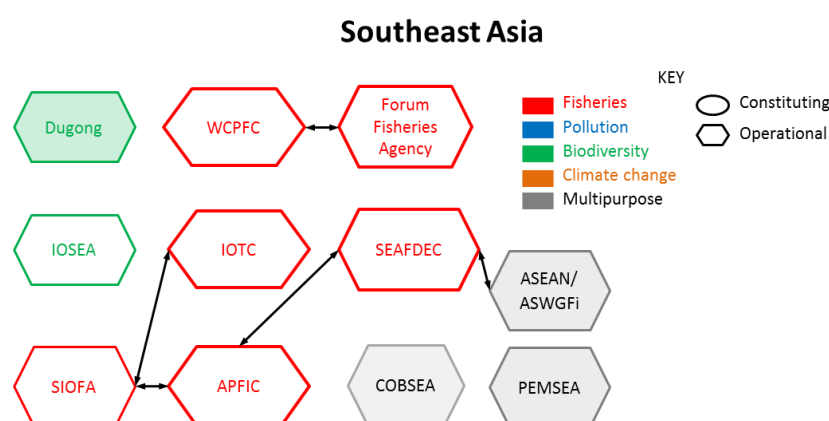 Southeast Asia
KEY
Fisheries
Pollution
Biodiversity
Climate change
Multipurpose
Constituting
Operational
Dugong
WCPFC
Forum
Fisheries
Agency
IOSEA
IOTC
SEAFDEC
ASEAN/
ASWGFi
SIOFA
APFIC
COBSEA
PEMSEA